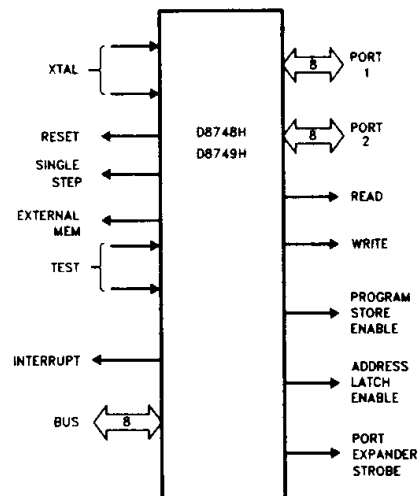 XTAL
RESET
SINGLE
STEP
EXTERNAL
MEM
TEST
INTERRUPT
BUS
8
D8748H
D8749H
8
PORT
1
8
PORT
2
READ
WRITE
PROGRAM
STORE
ENABLE
ADDRESS
LATCH
ENABLE
PORT
EXPANDER
STROBE